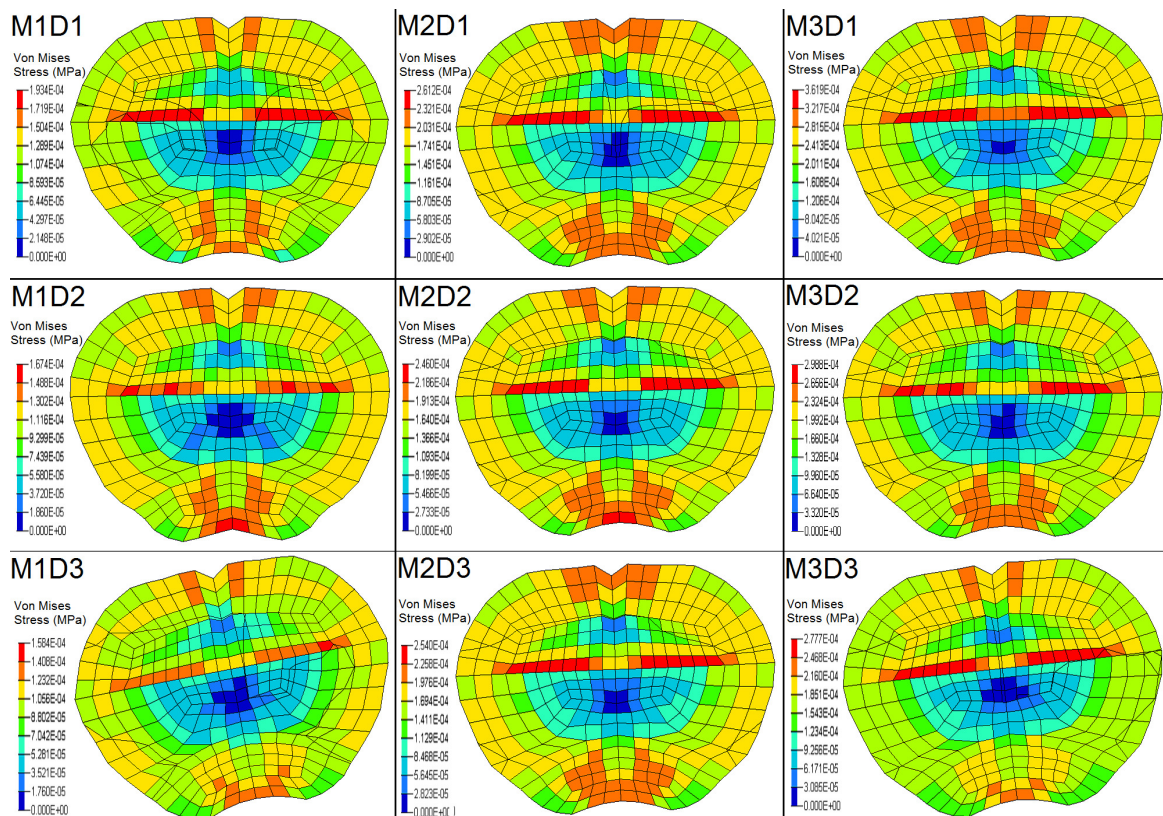 M1D1
Von Mises
Stress (MPa)
1.934E-04
1.719E-04
1.504E-04
1.289E-04
1.074E-04
8.593E-05
6.445E-05
4.297E-05
2.148E-05
0.000E+00
M2D1
Von Mises
Stress (MPa)
2.612E-04
2.321E-04
2.031E-04
1.741E-04
1.451E-04
1.161E-04
8.705E-05
5.803E-05
2.902E-05
0.000E+00
M3D1
Von Mises
Stress (MPa)
3.619E-04
3.217E-04
2.815E-04
2.413E-04
2.011E-04
1.608E-04
1.206E-04
8.042E-05
4.021E-05
0.000E+00
M1D2
Von Mises
Stress (MPa)
1.674E-04
1.488E-04
1.302E-04
1.116E-04
9.299E-05
7.439E-05
5.580E-05
3.720E-05
1.860E-05
0.000E+00
M2D2
Von Mises
Stress (MPa)
2.460E-04
2.186E-04
1.913E-04
1.640E-04
1.366E-04
1.093E-04
8.199E-05
5.466E-05
2.733E-05
0.000E+00
M3D2
Von Mises
Stress (MPa)
2.988E-04
2.656E-04
2.324E-04
1.992E-04
1.660E-04
1.328E-04
9.960E-05
6.640E-05
3.320E-05
0.000E+00
M1D3
Von Mises
Stress (MPa)
1.584E-04
1.408E-04
1.232E-04
1.056E-04
8.802E-05
7.042E-05
5.281E-05
3.521E-05
1.760E-05
0.000E+00
M2D3
Von Mises
Stress (MPa)
2.540E-04
2.258E-04
1.976E-04
1.694E-04
1.411E-04
1.129E-04
8.468E-05
5.645E-05
2.823E-05
0.000E+00
M3D3
Von Mises
Stress (MPa)
2.777E-04
2.468E-04
2.160E-04
1.851E-04
1.543E-04
1.234E-04
9.256E-05
6.171E-05
3.085E-05
0.000E+00